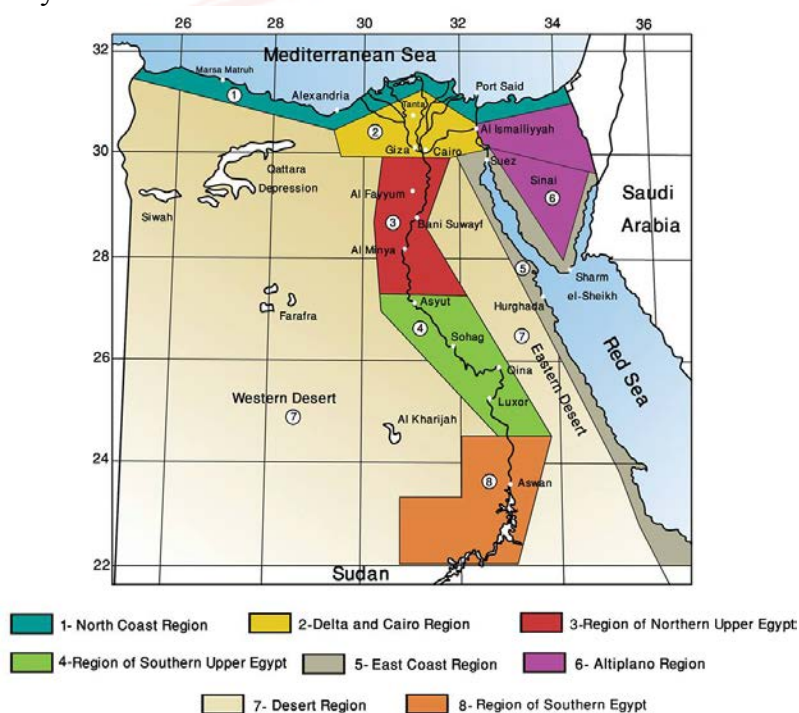 26 28 30 32 34 36
32
Mediterranean Sea
Marsa Matruh
1
Alexandria
Port Said
Tanta
2
Al Ismailliyyah
30
Giza
Cairo
Suez
Qattara
Depression
Sinai
6
Saudi
Arabia
Siwah
Al Fayyum
3
Bani Suwayf
28
Al Minya
5
Sharm
el-Sheikh
Farafra
Asyut
Hurghada
4
7
Sohag
26
Qina
Eastern Desert
Red Sea
Western Desert
7
Luxor
Al Kharijah
24
8
Aswan
22
Sudan
1- North Coast Region
2-Delta and Cairo Region
3-Region of Northern Upper Egypt
4-Region of Southern Upper Egypt
5- East Coast Region
6- Altiplano Region
7- Desert Region
8- Region of Southern Egypt